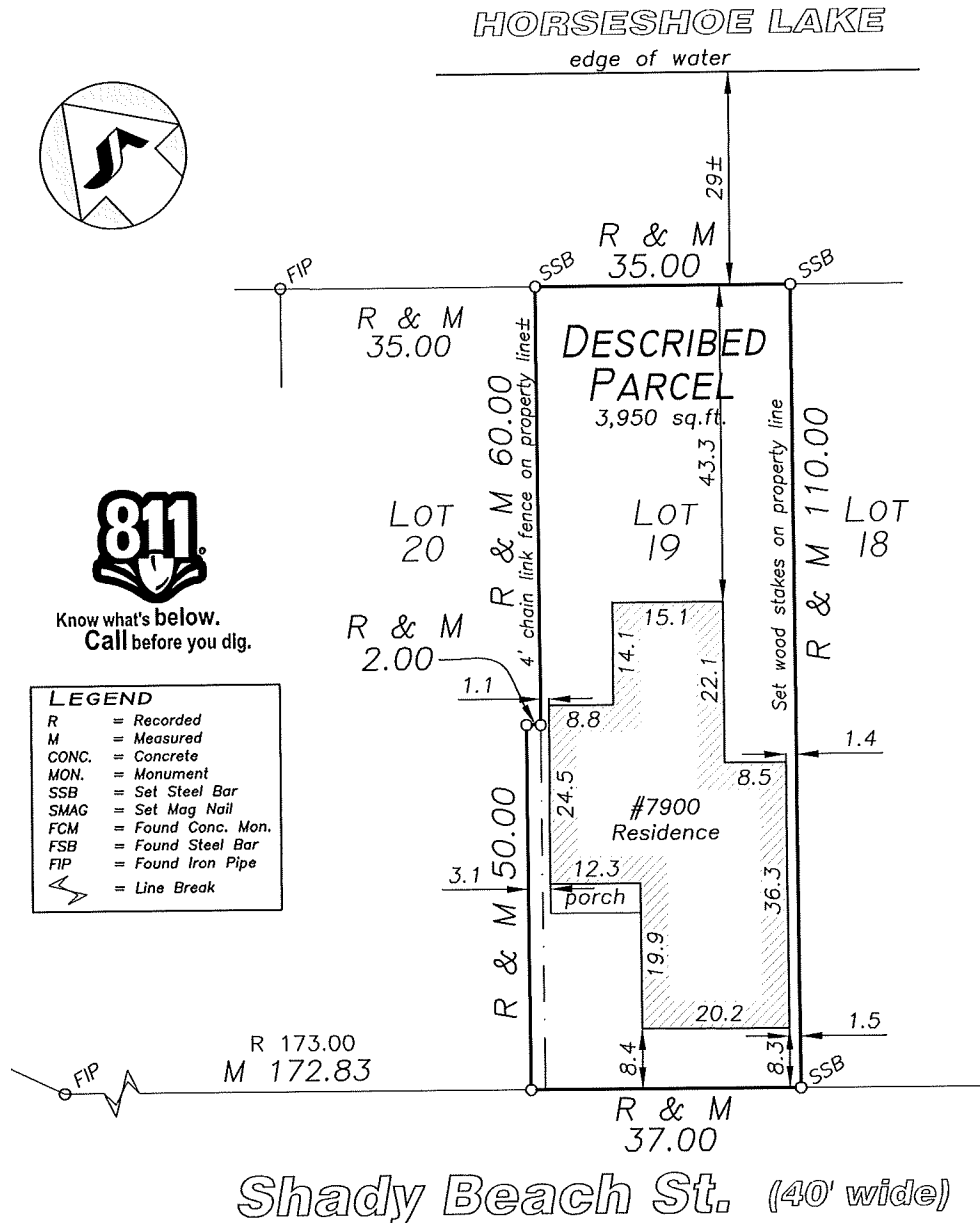 HORSESHOE LAKE
edge of water
29±
R & M
35.00
SSB
SSB
FIP
R & M
35.00
DESCRIBED
PARCEL
3,950 sq.ft.
R & M 60.00
4' chain link fence on property line±
43.3
Set wood stakes on property line
R & M 110.00
LOT
20
LOT
19
LOT
18
811
Know what's below.
Call before you dig.
R & M
2.00
15.1
14.1
22.1
1.1
8.8
1.4
8.5
LEGEND
R = Recorded
M = Measured
CONC. = Concrete
MON. = Monument
SSB = Set Steel Bar
SMAG = Set Mag Nail
FCM = Found Conc. Mon.
FSB = Found Steel Bar
FIP = Found Iron Pipe
= Line Break
24.5
#7900
Residence
R & M 50.00
3.1
12.3
porch
36.3
19.9
20.2
1.5
8.4
8.3
SSB
R 173.00
M 172.83
FIP
R & M
37.00
Shady Beach St. (40' wide)